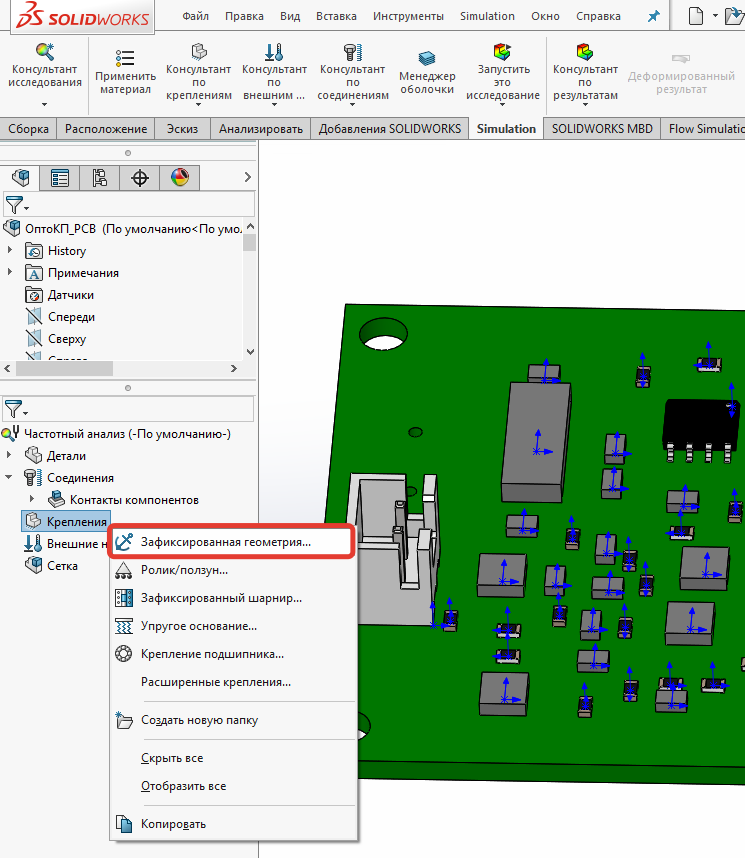 SOLIDWORKS
Файл Правка Вид Вставка Инструменты Simulation Окно Справка
Консультант исследования
Применить материал
Консультант по креплениям
Консультант по внешним ...
Консультант по соединениям
Менеджер оболочки
Запустить это исследование
Консультант по результатам
Деформированный результат
Сборка Расположение Эскиз Анализировать Добавления SOLIDWORKS Simulation SOLIDWORKS MBD Flow Simulatio
ОптоКП_PCB (По умолчанию<По умол
History
Примечания
Датчики
Спереди
Сверху
Частотный анализ (-По умолчанию-)
Детали
Соединения
Контакты компонентов
Крепления
Внешние н
Сетка
Зафиксированная геометрия...
Ролик/ползун...
Зафиксированный шарнир...
Упругое основание...
Крепление подшипника...
Расширенные крепления...
Создать новую папку
Скрыть все
Отобразить все
Копировать